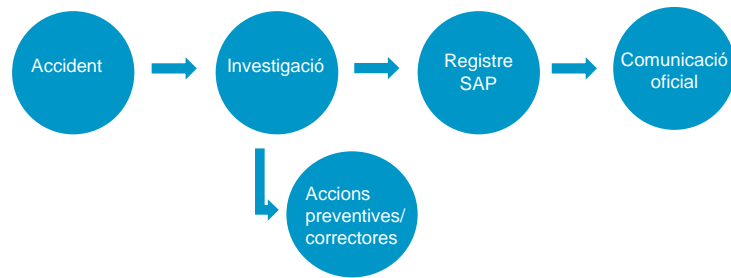 Accident
Investigació
Registre
SAP
Comunicació
oficial
Accions
preventives/
correctores